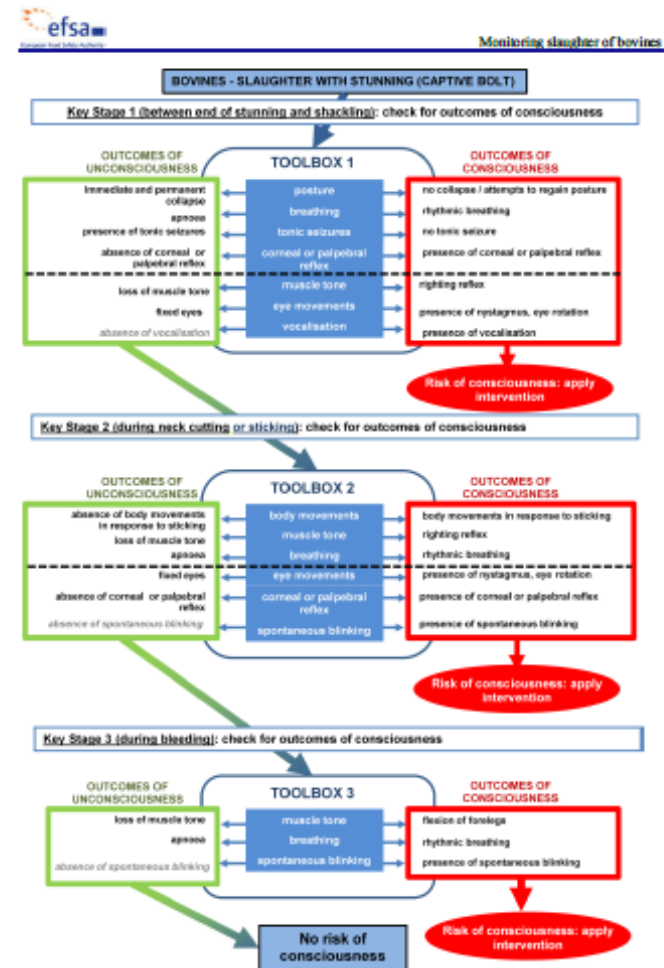 efsa
European Food Safety Authority
Monitoring slaughter of bovines
BOVINES - SLAUGHTER WITH STUNNING (CAPTIVE BOLT)
Key Stage 1 (between end of stunning and shackling): check for outcomes of consciousness
OUTCOMES OF
UNCONSCIOUSNESS
TOOLBOX 1
OUTCOMES OF
CONSCIOUSNESS
Immediate and permanent
collapse
posture
no collapse / attempts to regain posture
apnoea
breathing
rhythmic breathing
presence of tonic seizures
tonic seizures
no tonic seizure
absence of corneal or
palpebral reflex
corneal or palpebral
reflex
presence of corneal or palpebral reflex
loss of muscle tone
muscle tone
righting reflex
fixed eyes
eye movements
presence of nystagmus, eye rotation
absence of vocalisation
vocalisation
presence of vocalisation
Risk of consciousness: apply
intervention
Key Stage 2 (during neck cutting or sticking): check for outcomes of consciousness
OUTCOMES OF
UNCONSCIOUSNESS
TOOLBOX 2
OUTCOMES OF
CONSCIOUSNESS
absence of body movements
in response to sticking
body movements
body movements in response to sticking
loss of muscle tone
muscle tone
righting reflex
apnoea
breathing
rhythmic breathing
fixed eyes
eye movements
presence of nystagmus, eye rotation
absence of corneal or palpebral
reflex
corneal or palpebral
reflex
presence of corneal or palpebral reflex
absence of spontaneous blinking
spontaneous blinking
presence of spontaneous blinking
Risk of consciousness: apply
intervention
Key Stage 3 (during bleeding): check for outcomes of consciousness
OUTCOMES OF
UNCONSCIOUSNESS
TOOLBOX 3
OUTCOMES OF
CONSCIOUSNESS
loss of muscle tone
muscle tone
flexion of forelegs
apnoea
breathing
rhythmic breathing
absence of spontaneous blinking
spontaneous blinking
presence of spontaneous blinking
No risk of
consciousness
Risk of consciousness: apply
intervention